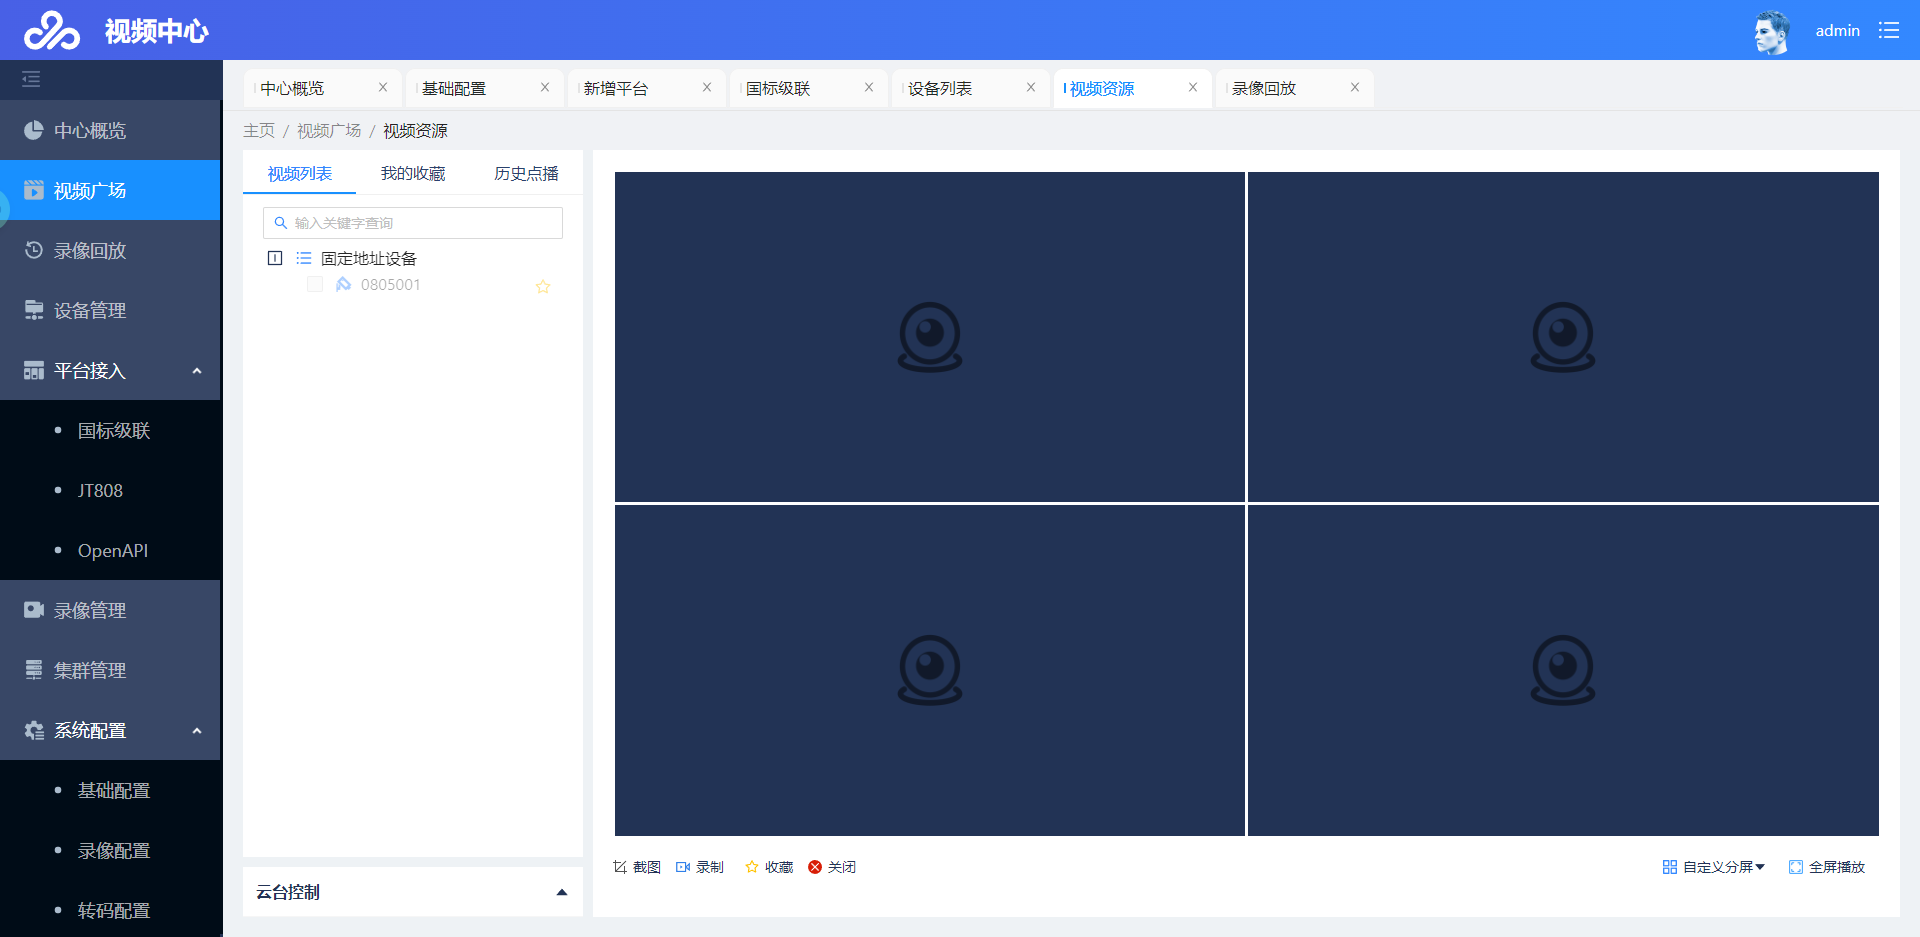 视频中心
admin
中心概览
基础配置
新增平台
国标级联
设备列表
视频资源
录像回放
主页 / 视频广场 / 视频资源
中心概览
视频广场
录像回放
设备管理
平台接入
国标级联
JT808
OpenAPI
录像管理
集群管理
系统配置
基础配置
录像配置
转码配置
视频列表
我的收藏
历史点播
输入关键字查询
固定地址设备
0805001
云台控制
截图
录制
收藏
关闭
自定义分屏
全屏播放